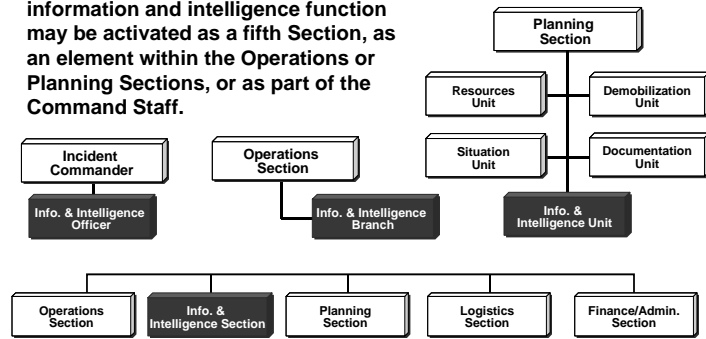 information and intelligence function
may be activated as a fifth Section, as
an element within the Operations or
Planning Sections, or as part of the
Command Staff.
Planning
Section
Resources
Unit
Demobilization
Unit
Situation
Unit
Documentation
Unit
Info. &
Intelligence Unit
Incident
Commander
Info. & Intelligence
Officer
Operations
Section
Info. & Intelligence
Branch
Operations
Section
Info. &
Intelligence Section
Planning
Section
Logistics
Section
Finance/Admin.
Section